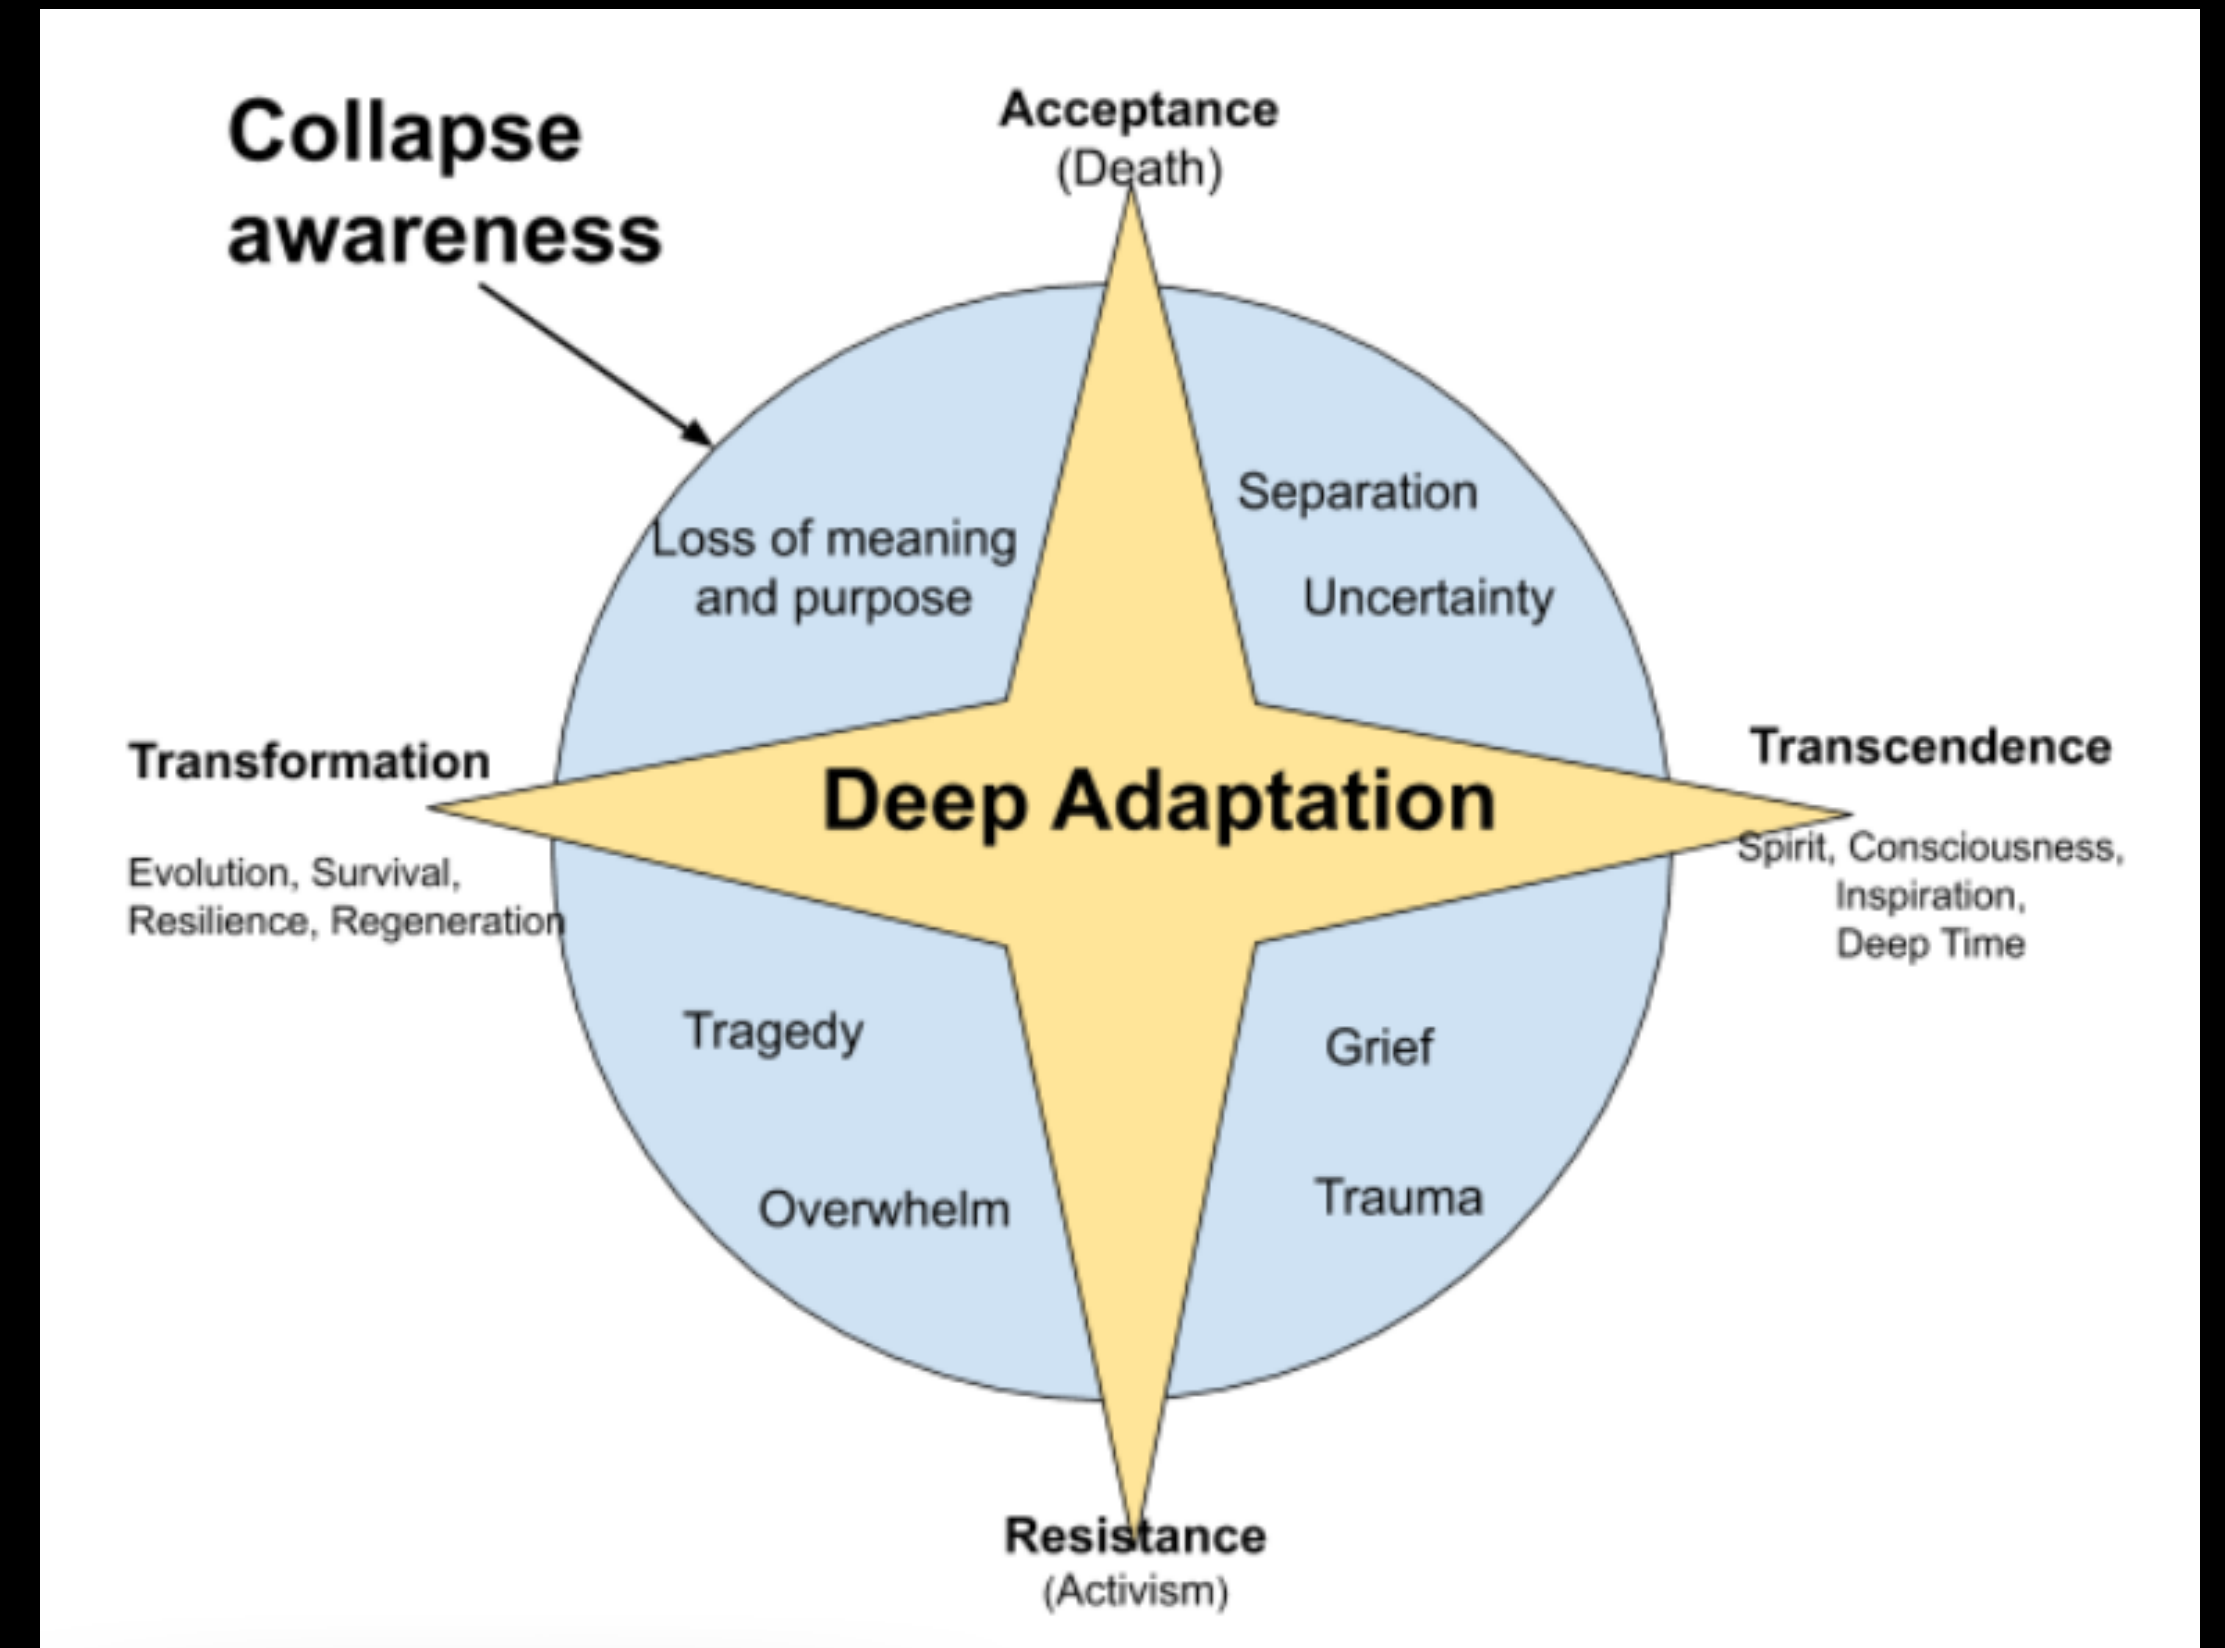 Collapse
awareness
Acceptance
(Death)
Separation
Loss of meaning
and purpose
Uncertainty
Transformation
Transcendence
Deep Adaptation
Evolution, Survival,
Resilience, Regeneration
Spirit, Consciousness,
Inspiration,
Deep Time
Tragedy
Grief
Overwhelm
Trauma
Resistance
(Activism)